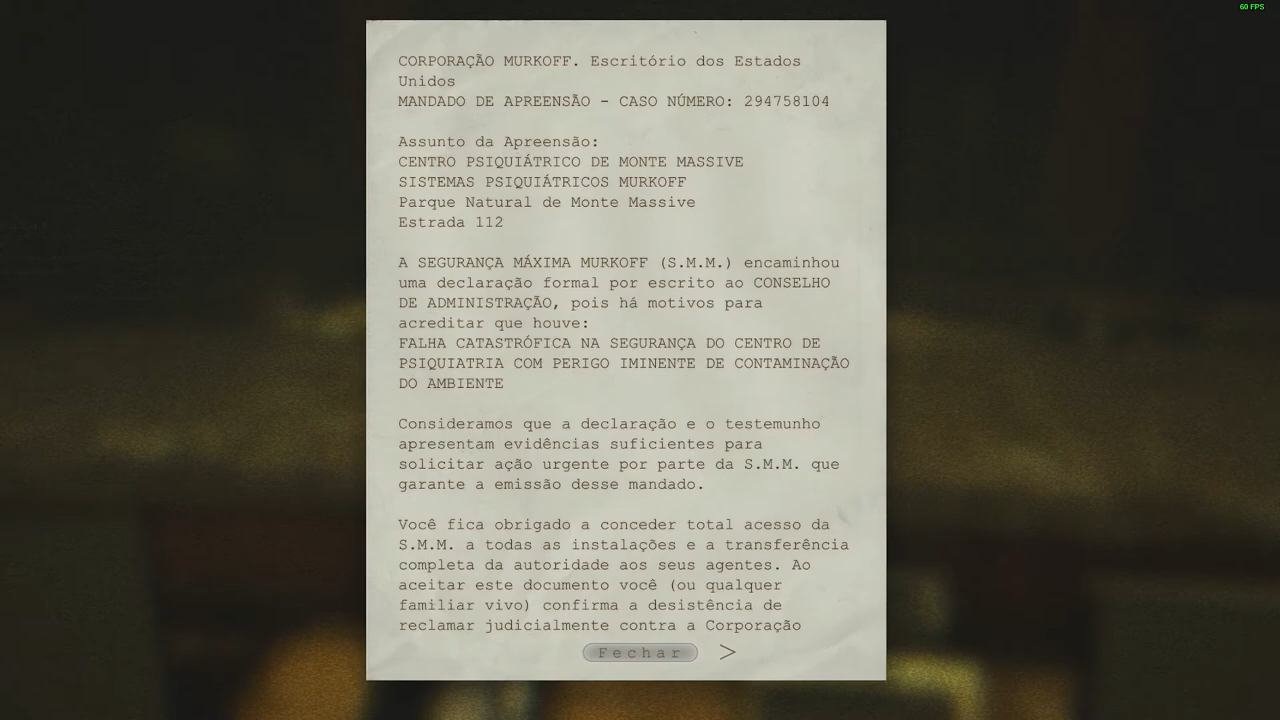 60 FPS
CORPORAÇÃO MURKOFF. Escritório dos Estados
Unidos
MANDADO DE APREENSÃO - CASO NÚMERO: 294758104
Assunto da Apreensão:
CENTRO PSIQUIÁTRICO DE MONTE MASSIVE
SISTEMAS PSIQUIÁTRICOS MURKOFF
Parque Natural de Monte Massive
Estrada 112
A SEGURANÇA MÁXIMA MURKOFF (S.M.M.) encaminhou
uma declaração formal por escrito ao CONSELHO
DE ADMINISTRAÇÃO, pois há motivos para
acreditar que houve:
FALHA CATASTRÓFICA NA SEGURANÇA DO CENTRO DE
PSIQUIATRIA COM PERIGO IMINENTE DE CONTAMINAÇÃO
DO AMBIENTE
Consideramos que a declaração e o testemunho
apresentam evidências suficientes para
solicitar ação urgente por parte da S.M.M. que
garante a emissão desse mandado.
Você fica obrigado a conceder total acesso da
S.M.M. a todas as instalações e a transferência
completa da autoridade aos seus agentes. Ao
aceitar este documento você (ou qualquer
familiar vivo) confirma a desistência de
reclamar judicialmente contra a Corporação
Fechar >